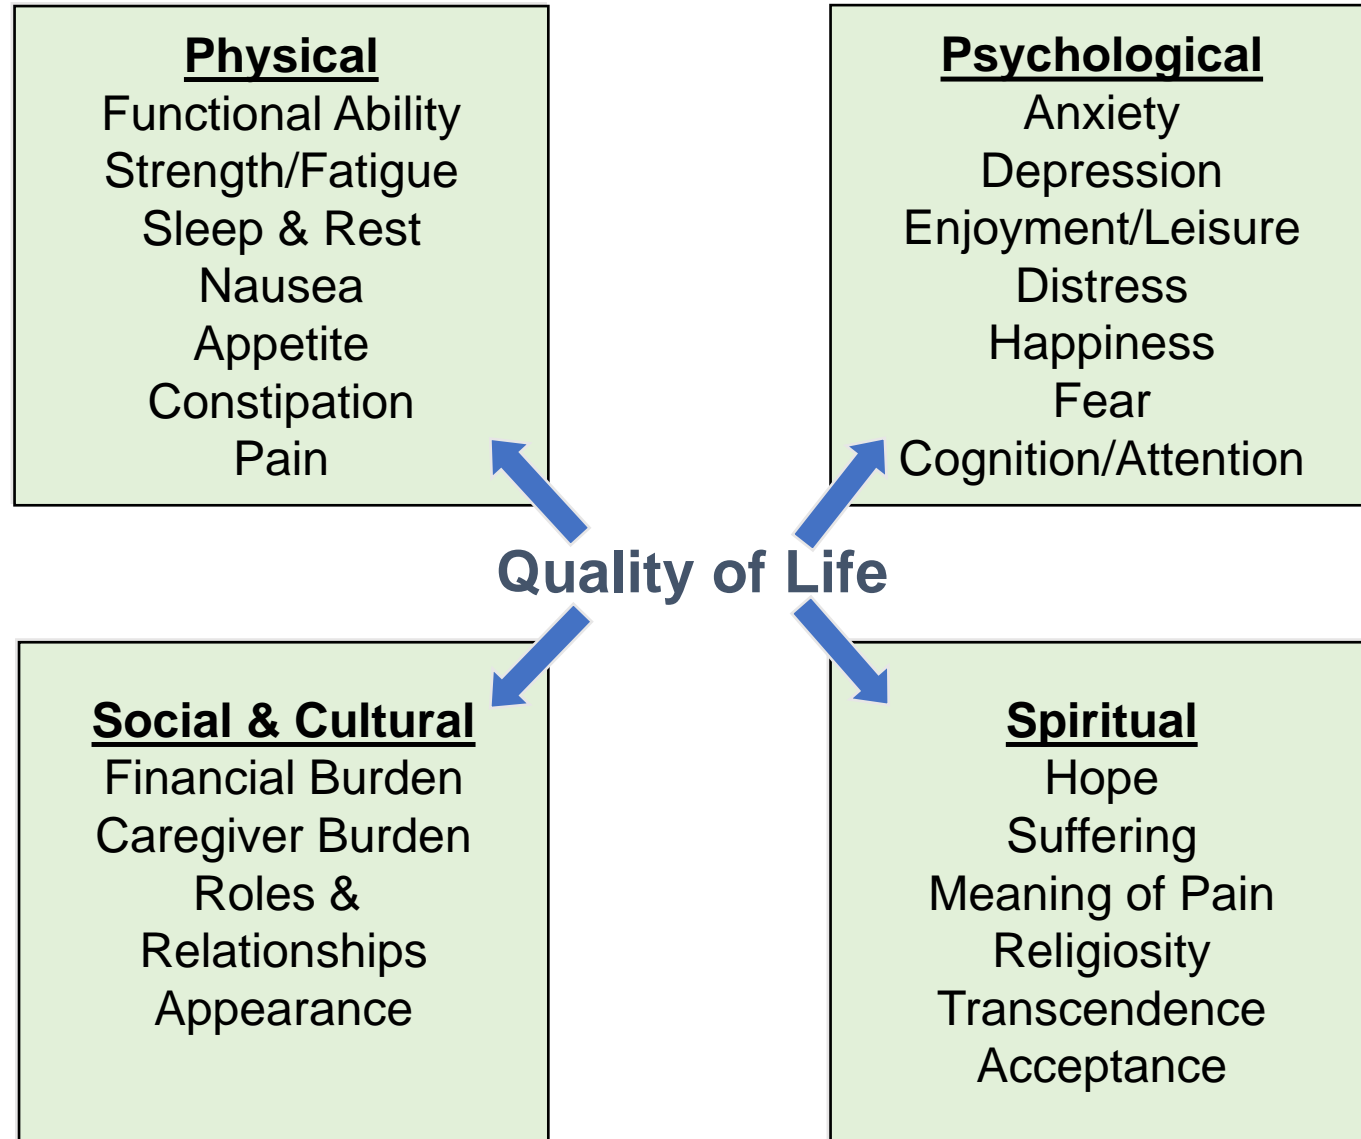 Physical
Functional Ability
Strength/Fatigue
Sleep & Rest
Nausea
Appetite
Constipation
Pain
Psychological
Anxiety
Depression
Enjoyment/Leisure
Distress
Happiness
Fear
Cognition/Attention
Quality of Life
Social & Cultural
Financial Burden
Caregiver Burden
Roles &
Relationships
Appearance
Spiritual
Hope
Suffering
Meaning of Pain
Religiosity
Transcendence
Acceptance